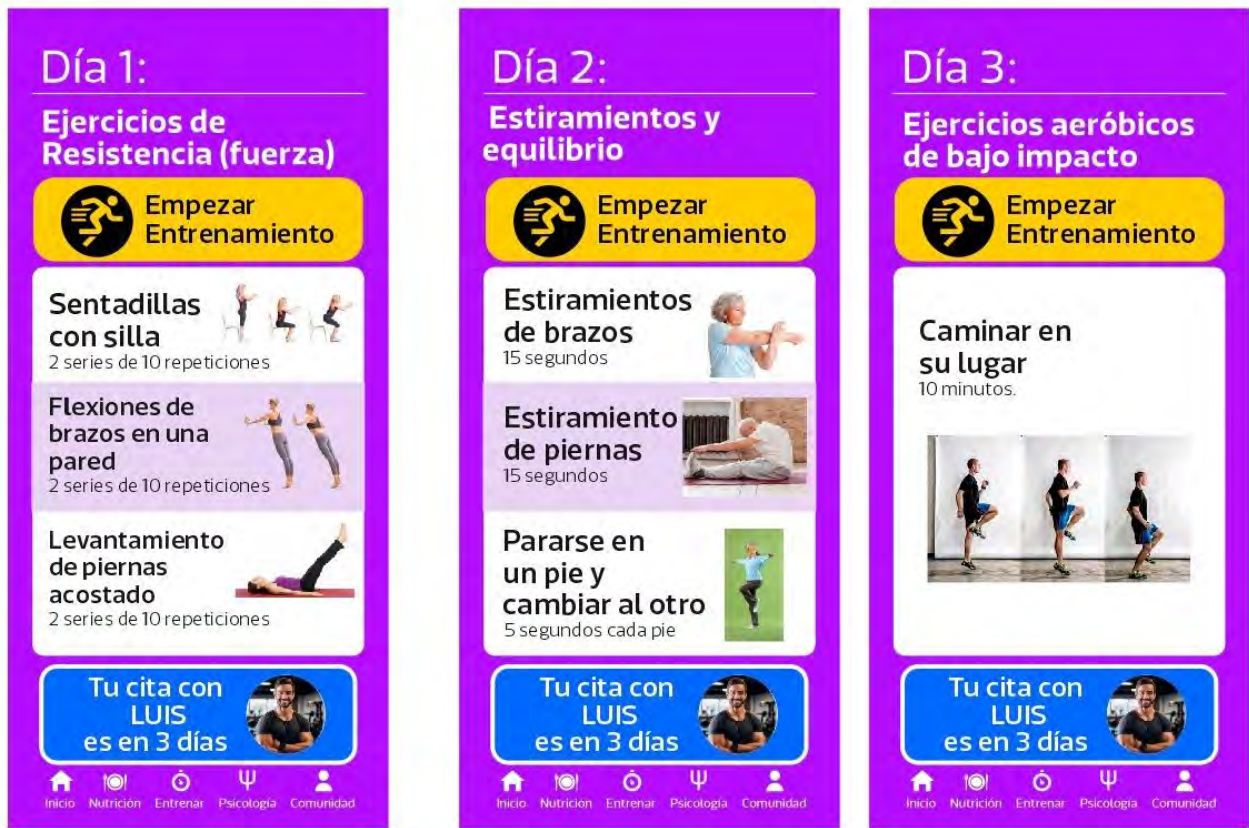 Día 1:
Ejercicios de
Resistencia (fuerza)
Empezar
Entrenamiento
Sentadillas
con silla
2 series de 10 repeticiones
Flexiones de
brazos en una
pared
2 series de 10 repeticiones
Levantamiento
de piernas
acostado
2 series de 10 repeticiones
Tu cita con
LUIS
es en 3 días
Inicio Nutrición Entrenar Psicología Comunidad
Día 2:
Estiramientos y
equilibrio
Empezar
Entrenamiento
Estiramientos
de brazos
15 segundos
Estiramiento
de piernas
15 segundos
Pararse en
un pie y
cambiar al otro
5 segundos cada pie
Tu cita con
LUIS
es en 3 días
Inicio Nutrición Entrenar Psicología Comunidad
Día 3:
Ejercicios aeróbicos
de bajo impacto
Empezar
Entrenamiento
Caminar en
su lugar
10 minutos.
Tu cita con
LUIS
es en 3 días
Inicio Nutrición Entrenar Psicología Comunidad